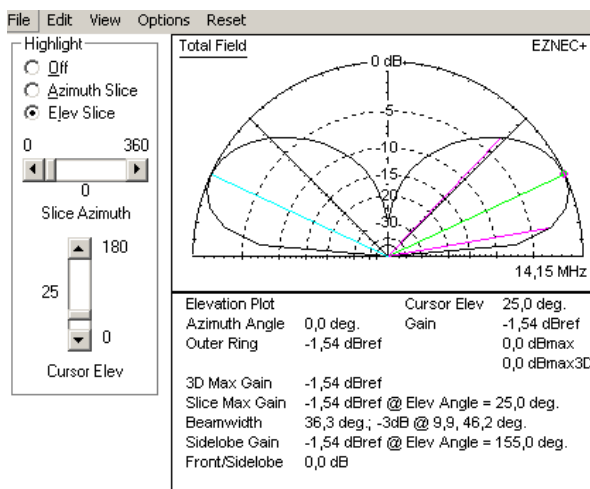 File Edit View Options Reset
Highlight
Off
Azimuth Slice
Elev Slice
0 360
0
Slice Azimuth
180
25
0
Cursor Elev
Total Field EZNEC+
0 dB
-5
-10
-15
-20
-30
14,15 MHz
Elevation Plot Cursor Elev 25,0 deg.
Azimuth Angle 0,0 deg. Gain -1,54 dBref
Outer Ring -1,54 dBref 0,0 dBmax
0,0 dBmax3D
3D Max Gain -1,54 dBref
Slice Max Gain -1,54 dBref @ Elev Angle = 25,0 deg.
Beamwidth 36,3 deg.; -3dB @ 9,9, 46,2 deg.
Sidelobe Gain -1,54 dBref @ Elev Angle = 155,0 deg.
Front/Sidelobe 0,0 dB